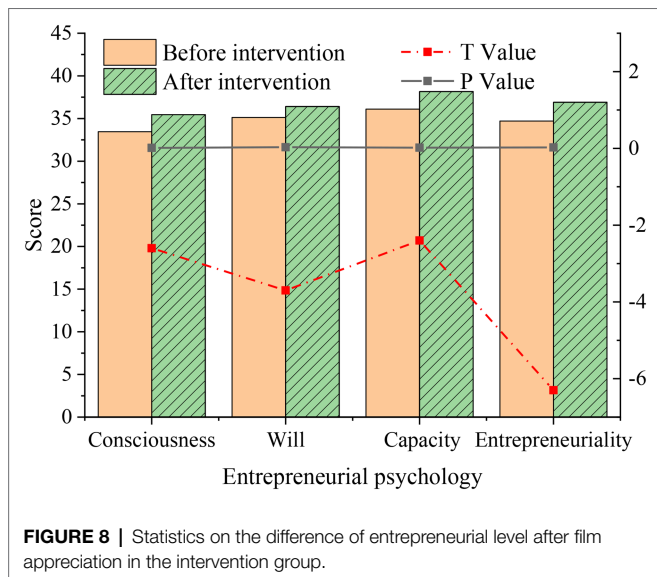 45
40
35
30
25
20
15
10
5
0
Score
Before intervention
After intervention
T Value
P Value
2
0
-2
-4
-6
Consciousness Will Capacity Entrepreneuriality
Entrepreneurial psychology
FIGURE 8 | Statistics on the difference of entrepreneurial level after film
appreciation in the intervention group.